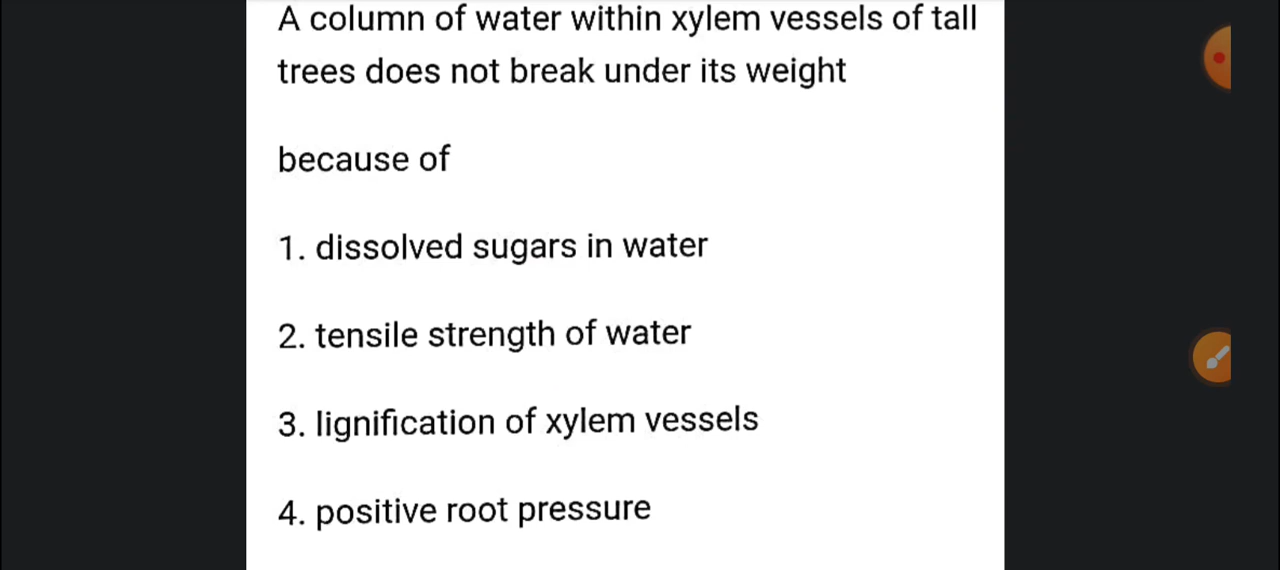 A column of water within xylem vessels of tall
trees does not break under its weight
because of
1. dissolved sugars in water
2. tensile strength of water
3. lignification of xylem vessels
4. positive root pressure